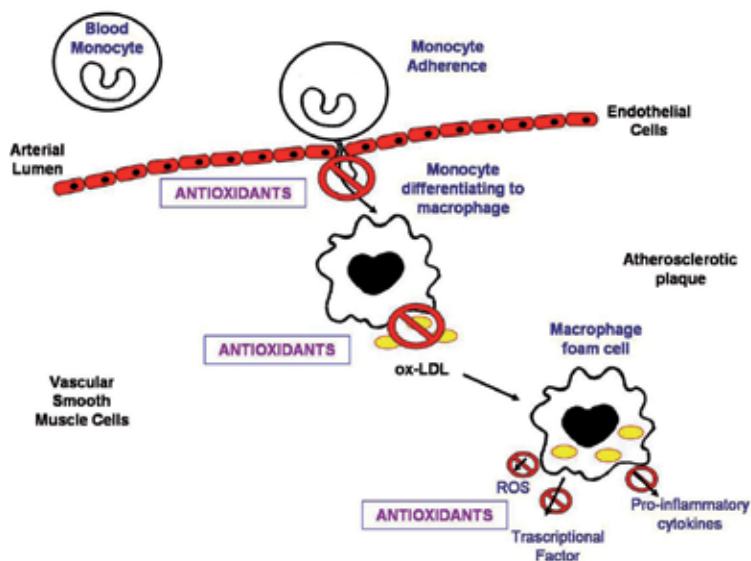 Blood
Monocyte
Monocyte
Adherence
Endothelial
Cells
Arterial
Lumen
ANTIOXIDANTS
Monocyte
differentiating to
macrophage
Atherosclerotic
plaque
ANTIOXIDANTS
ox-LDL
Macrophage
foam cell
Vascular
Smooth
Muscle Cells
ROS
Pro-inflammatory
cytokines
ANTIOXIDANTS
Trascriptional
Factor